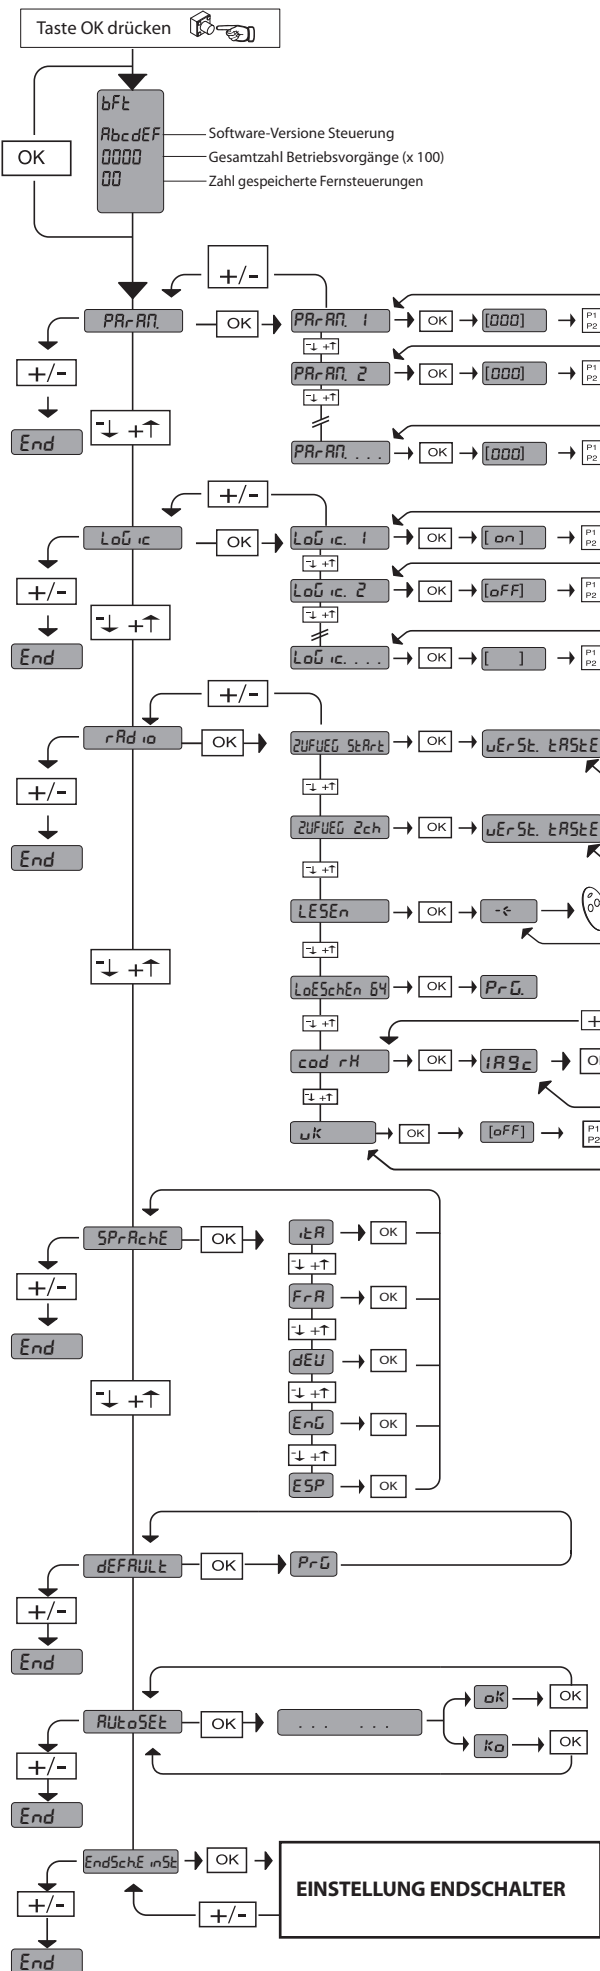 Taste OK drücken
bFt
AbcdEF
Software-Versione Steuerung
OK
0000
Gesamtzahl Betriebsvorgänge (x 100)
00
Zahl gespeicherte Fernsteuerungen
+/-
PArAM.
OK
PArAM. 1
OK
[000]
P1
P2
- +
+/-
PArAM. 2
OK
[000]
P1
P2
- +
- +
End
PArAM. . . .
OK
[000]
P1
P2
+/-
LoGic
OK
LoGic. 1
OK
[ on ]
P1
P2
- +
+/-
LoGic. 2
OK
[oFF]
P1
P2
- +
- +
End
LoGic. . . .
OK
[ ]
P1
P2
+/-
rAdio
OK
ZUFUEG StArt
OK
vErSt. tAStE
- +
+/-
End
ZUFUEG 2ch
OK
vErSt. tAStE
- +
LESEn
OK
- +
- +
LoESchEn 64
OK
PrG.
- +
+
cod rH
OK
1A9c
- +
uK
OK
[oFF]
P1
P2
SPrAchE
OK
itA
OK
- +
+/-
FrA
OK
- +
End
dEU
OK
- +
- +
EnG
OK
- +
ESP
OK
dEFAULt
OK
PrG
+/-
End
AUtoSEt
OK
. . . . . .
oK
OK
Ko
OK
+/-
End
EndSch.EinSt
OK
EINSTELLUNG ENDSCHALTER
+/-
+/-
End